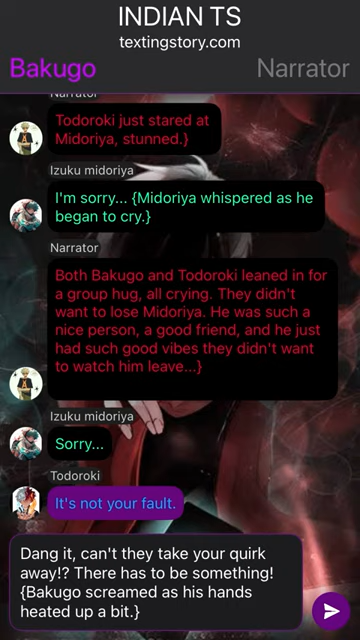 INDIAN TS
textingstory.com
Bakugo
Narrator
Narrator
Todoroki just stared at
Midoriya, stunned.}
Izuku midoriya
I'm sorry... {Midoriya whispered as he
began to cry.}
Narrator
Both Bakugo and Todoroki leaned in for
a group hug, all crying. They didn't
want to lose Midoriya. He was such a
nice person, a good friend, and he just
had such good vibes they didn't want
to watch him leave...}
Izuku midoriya
Sorry...
Todoroki
It's not your fault.
Dang it, can't they take your quirk
away!? There has to be something!
{Bakugo screamed as his hands
heated up a bit.}